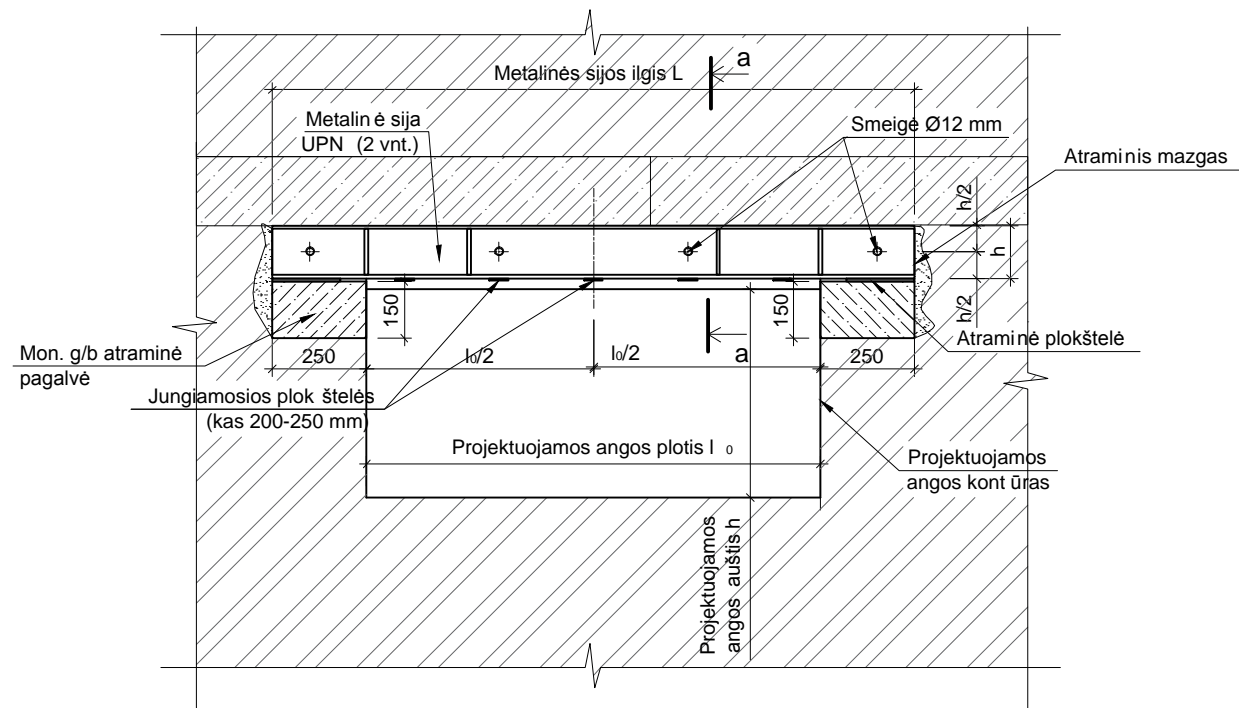 Metalinės sijos ilgis L
a
Metalinė sija
UPN (2 vnt.)
Smeigė Ø12 mm
Atraminis mazgas
h/2
h
h/2
150
150
Mon. g/b atraminė
pagalvė
250
l₀/2
l₀/2
a
250
Atraminė plokštelė
Jungiamosios plokštelės
(kas 200-250 mm)
Projektuojamos angos plotis l ₀
Projektuojamos
angos kontūras
Projektuojamos
angos auštis h